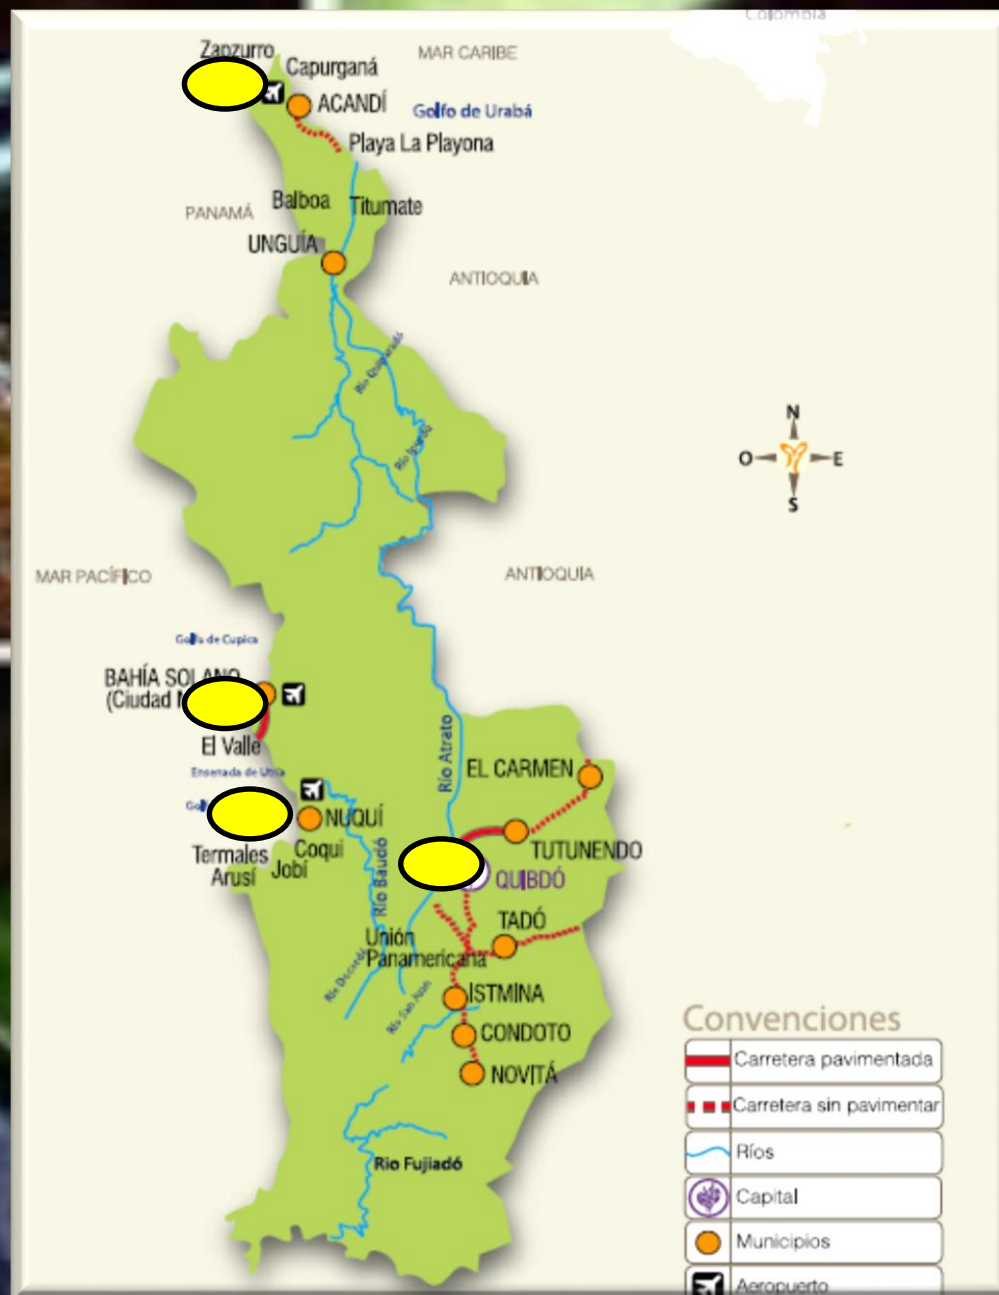 Colombia
Zapzurro
MAR CARIBE
Capurganá
ACANDÍ
Golfo de Urabá
Playa La Playona
Balboa
Titumate
PANAMÁ
UNGUÍA
ANTIOQUIA
N
O
E
S
MAR PACÍFICO
ANTIOQUIA
Golfo de Cupica
BAHÍA SOLANO
(Ciudad
El Valle
Río Atrato
EL CARMEN
Ensenada de Utría
NUQUÍ
Coqui
Termales
Jobí
Arusí
Río Baudó
TUTUNENDO
QUIBDÓ
TADÓ
Unión
Panamericana
Río San Juan
ISTMINA
CONDOTO
NOVITÁ
Rio Fujiadó
Convenciones
Carretera pavimentada
Carretera sin pavimentar
Ríos
Capital
Municipios
Aeropuerto